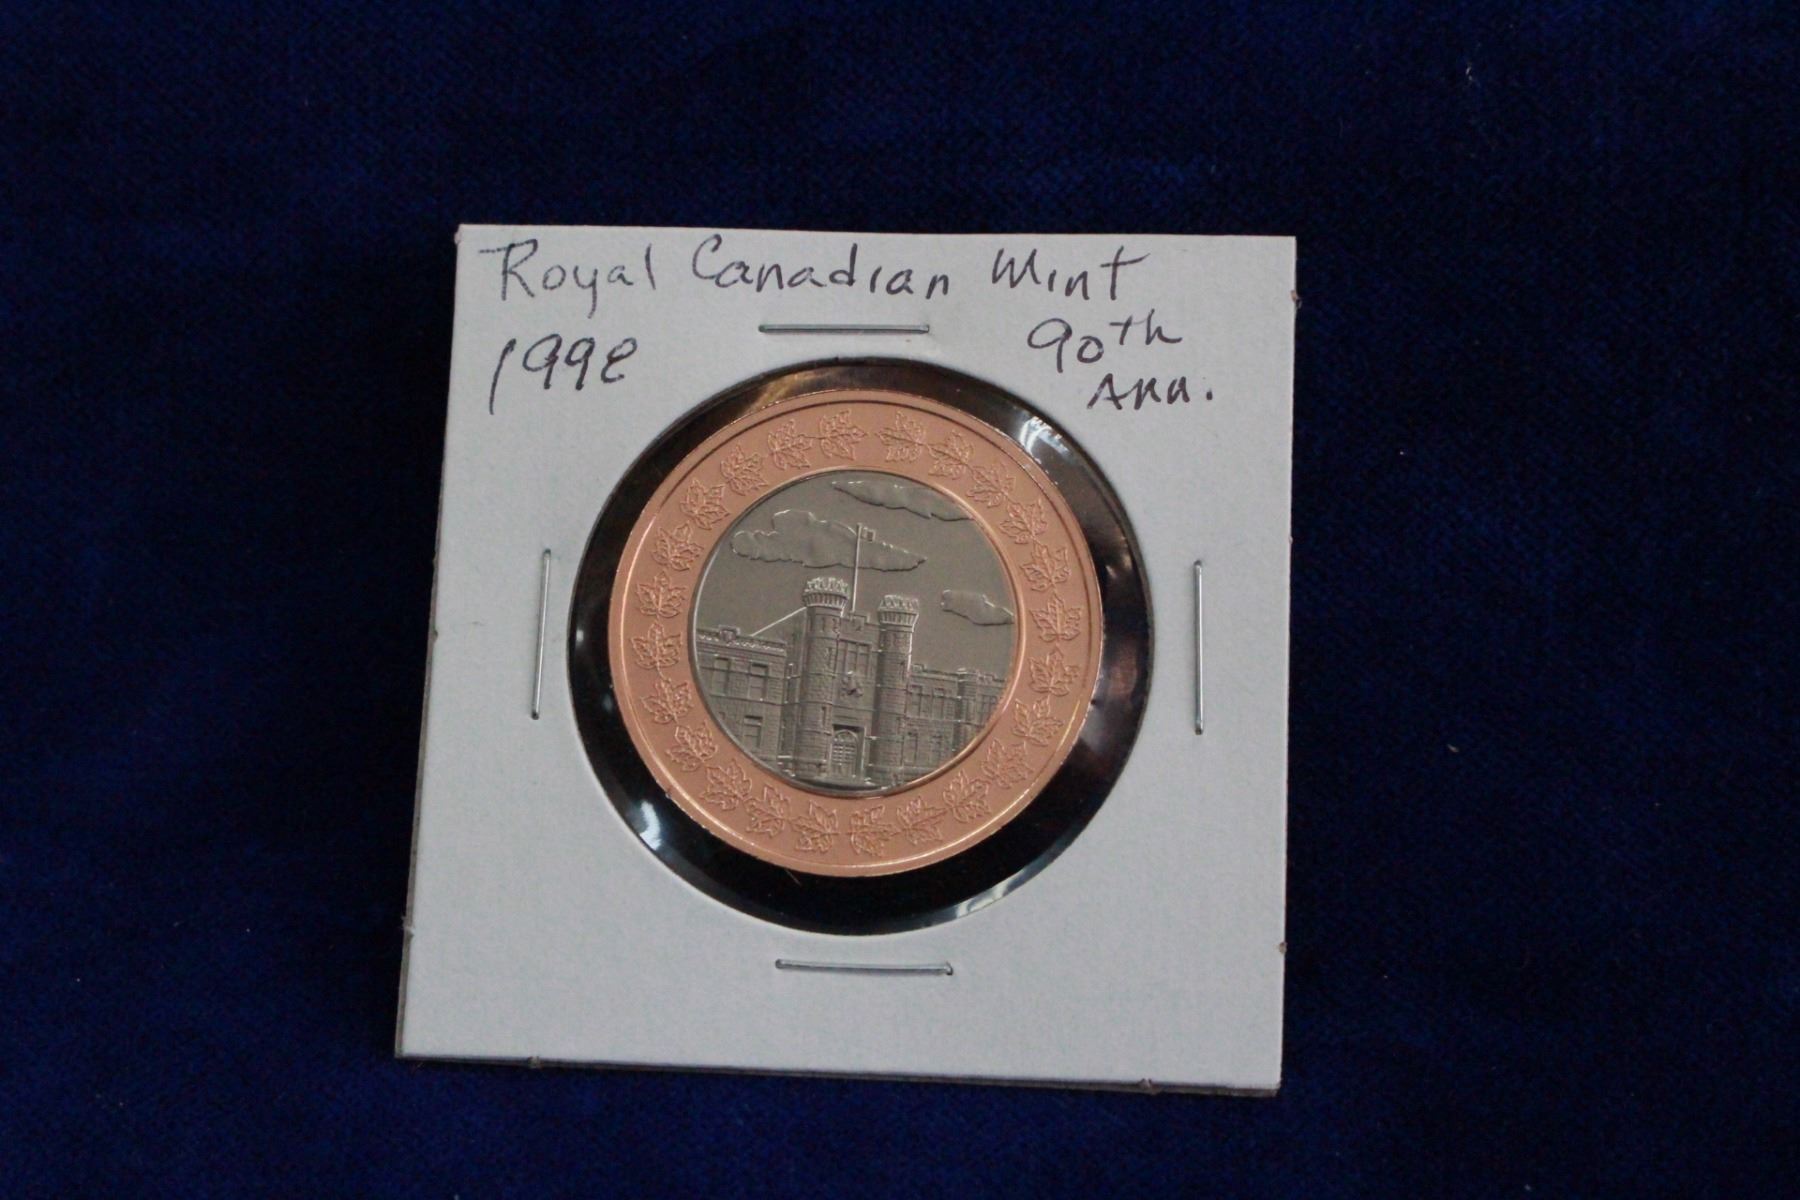 Royal Canadian Mint
1998 90th
Ann.